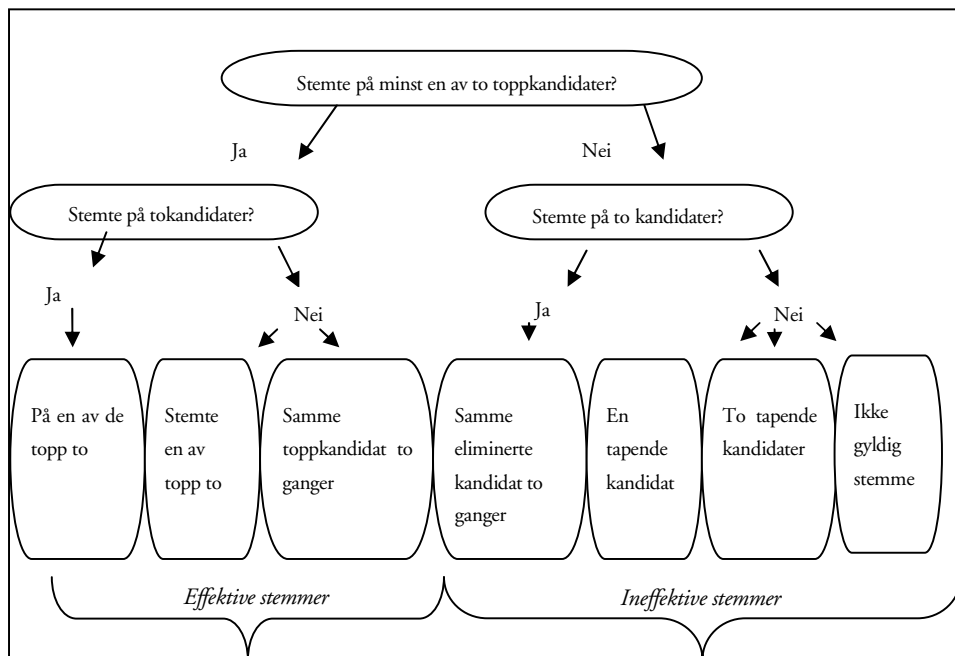 Stemte på minst en av to toppkandidater?
Ja
Nei
Stemte på tokandidater?
Stemte på to kandidater?
Ja
Nei
Ja
Nei
På en av de
topp to
Stemte
en av
topp to
Samme
toppkandidat to
ganger
Samme
eliminerte
kandidat to
ganger
En
tapende
kandidat
To tapende
kandidater
Ikke
gyldig
stemme
Effektive stemmer
Ineffektive stemmer